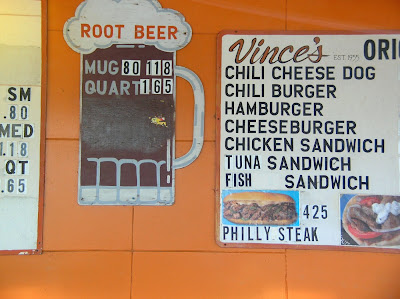 SM
.80
MED
1.18
QT
.65
ROOT BEER
MUG 80 118
QUART 165
Vince's EST 1955 ORI
CHILI CHEESE DOG
CHILI BURGER
HAMBURGER
CHEESEBURGER
CHICKEN SANDWICH
TUNA SANDWICH
FISH SANDWICH
425
PHILLY STEAK